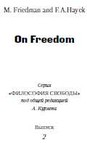 M. Friedman and F.A.Hayek
On Freedom
Серия
«ФИЛОСОФИЯ СВОБОДЫ»
под общей редакцией
А. Куряева
Выпуск
2